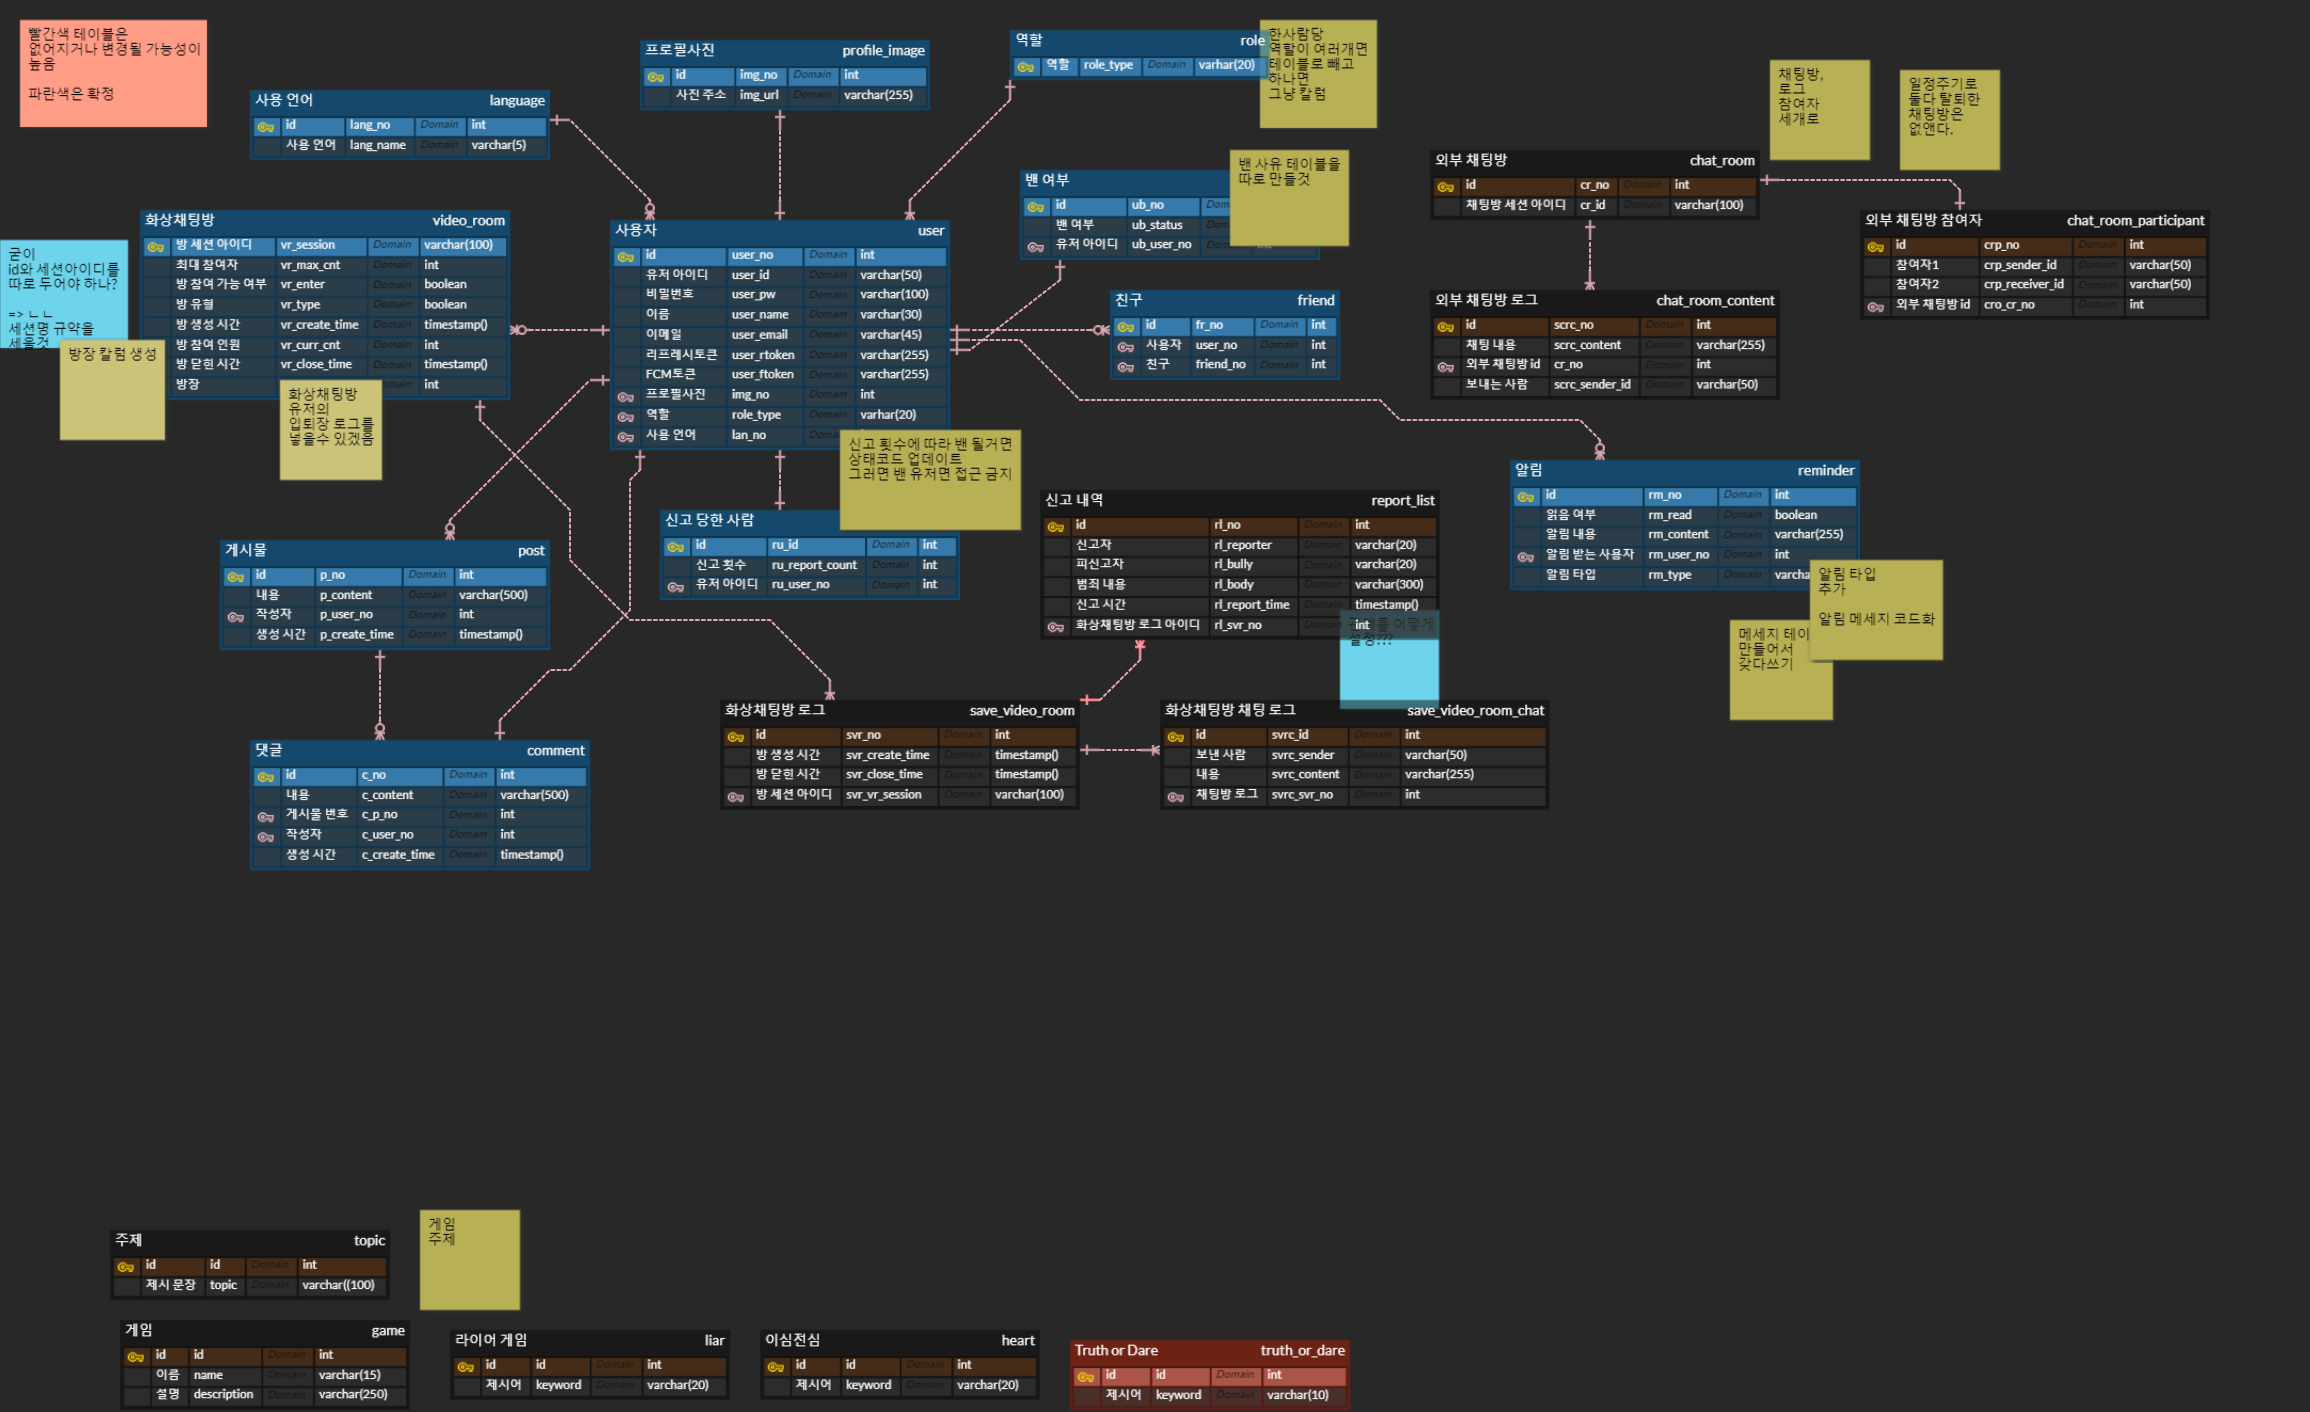 빨간색 테이블은
없어지거나 변경될 가능성이
높음
파란색은 확정
사용 언어 language
id lang_no Domain int
사용 언어 lang_name Domain varchar(5)
프로필사진 profile_image
id img_no Domain int
사진 주소 img_url Domain varchar(255)
역할 role
역할 role_type Domain varhar(20)
한사람당
역할이 여러개면
테이블로 빼고
하나면
그냥 칼럼
채팅방,
로그
참여자
세개로
일정주기로
둘다 탈퇴한
채팅방은
없앤다.
밴 여부
id ub_no
밴 여부 ub_status
유저 아이디 ub_user_no
밴 사유 테이블을
따로 만들것
외부 채팅방 chat_room
id cr_no Domain int
채팅방 세션 아이디 cr_id Domain varchar(100)
외부 채팅방 참여자 chat_room_participant
id crp_no Domain int
참여자1 crp_sender_id Domain varchar(50)
참여자2 crp_receiver_id Domain varchar(50)
외부 채팅방 id cro_cr_no Domain int
외부 채팅방 로그 chat_room_content
id scrc_no Domain int
채팅 내용 scrc_content Domain varchar(255)
외부 채팅방 id cr_no Domain int
보내는 사람 scrc_sender_id Domain varchar(50)
화상채팅방 video_room
방 세션 아이디 vr_session Domain varchar(100)
최대 참여자 vr_max_cnt Domain int
방 참여 가능 여부 vr_enter Domain boolean
방 유형 vr_type Domain boolean
방 생성 시간 vr_create_time Domain timestamp()
방 참여 인원 vr_curr_cnt Domain int
방 닫힌 시간 vr_close_time Domain timestamp()
방장 int
굳이
id와 세션아이디를
따로 두어야 하나?
=> ㄴㄴ
세션명 규약을
세울것
방장 칼럼 생성
화상채팅방
유저의
입퇴장 로그를
넣을수 있겠음
사용자 user
id user_no Domain int
유저 아이디 user_id Domain varchar(50)
비밀번호 user_pw Domain varchar(100)
이름 user_name Domain varchar(30)
이메일 user_email Domain varchar(45)
리프레시토큰 user_rtoken Domain varchar(255)
FCM토큰 user_ftoken Domain varchar(255)
프로필사진 img_no Domain int
역할 role_type Domain varhar(20)
사용 언어 lan_no
신고 횟수에 따라 밴 될거면
상태코드 업데이트
그러면 밴 유저면 접근 금지
친구 friend
id fr_no Domain int
사용자 user_no Domain int
친구 friend_no Domain int
신고 당한 사람
id ru_id Domain int
신고 횟수 ru_report_count Domain int
유저 아이디 ru_user_no Domain int
신고 내역 report_list
id rl_no Domain int
신고자 rl_reporter Domain varchar(20)
피신고자 rl_bully Domain varchar(20)
범죄 내용 rl_body Domain varchar(300)
신고 시간 rl_report_time Domain timestamp()
화상채팅방 로그 아이디 rl_svr_no Domain int
어떻게
설정???
알림 reminder
id rm_no Domain int
읽음 여부 rm_read Domain boolean
알림 내용 rm_content Domain varchar(255)
알림 받는 사용자 rm_user_no Domain int
알림 타입 rm_type Domain
알림 타입
추가
알림 메세지 코드화
메세지
만들어서
갖다쓰기
게시물 post
id p_no Domain int
내용 p_content Domain varchar(500)
작성자 p_user_no Domain int
생성 시간 p_create_time Domain timestamp()
댓글 comment
id c_no Domain int
내용 c_content Domain varchar(500)
게시물 번호 c_p_no Domain int
작성자 c_user_no Domain int
생성 시간 c_create_time Domain timestamp()
화상채팅방 로그 save_video_room
id svr_no Domain int
방 생성 시간 svr_create_time Domain timestamp()
방 닫힌 시간 svr_close_time Domain timestamp()
방 세션 아이디 svr_vr_session Domain varchar(100)
화상채팅방 채팅 로그 save_video_room_chat
id svrc_id Domain int
보낸 사람 svrc_sender Domain varchar(50)
내용 svrc_content Domain varchar(255)
채팅방 로그 svrc_svr_no Domain int
주제 topic
id id Domain int
제시 문장 topic Domain varchar((100)
게임
주제
게임 game
id id Domain int
이름 name Domain varchar(15)
설명 description Domain varchar(250)
라이어 게임 liar
id id Domain int
제시어 keyword Domain varchar(20)
이심전심 heart
id id Domain int
제시어 keyword Domain varchar(20)
Truth or Dare truth_or_dare
id id Domain int
제시어 keyword Domain varchar(10)